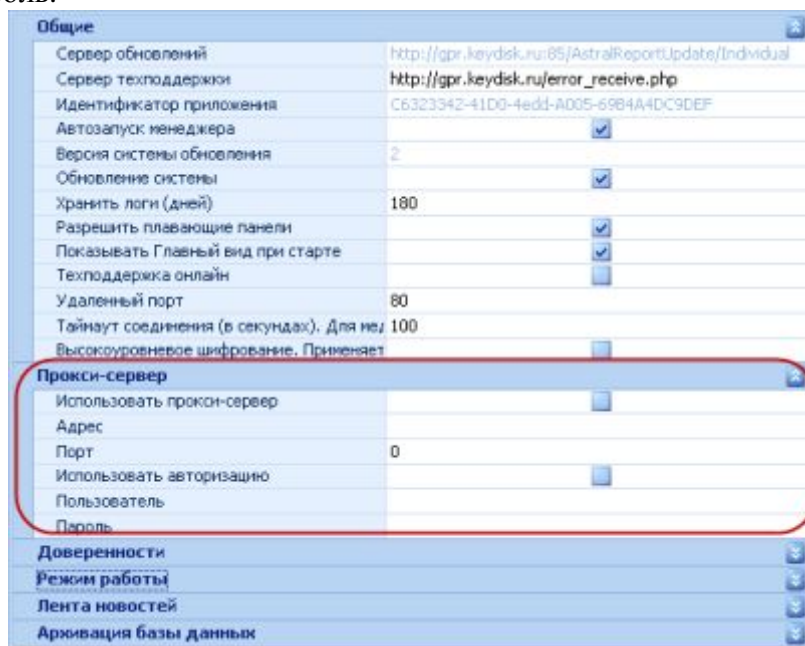 Общие
Сервер обновлений http://gpr.keydisk.ru:85/AstralReportUpdate/Individual
Сервер техподдержки http://gpr.keydisk.ru/error_receive.php
Идентификатор приложения C6323342-41D0-4edd-A005-69B4A4DC9DEF
Автозапуск менеджера
Версия системы обновления 2
Обновление системы
Хранить логи (дней) 180
Разрешить плавающие панели
Показывать Главный вид при старте
Техподдержка онлайн
Удаленный порт 80
Таймаут соединения (в секундах). Для мед 100
Высокоуровневое шифрование. Применяет
Прокси-сервер
Использовать прокси-сервер
Адрес
Порт 0
Использовать авторизацию
Пользователь
Пароль
Доверенности
Режим работы
Лента новостей
Архивация базы данных